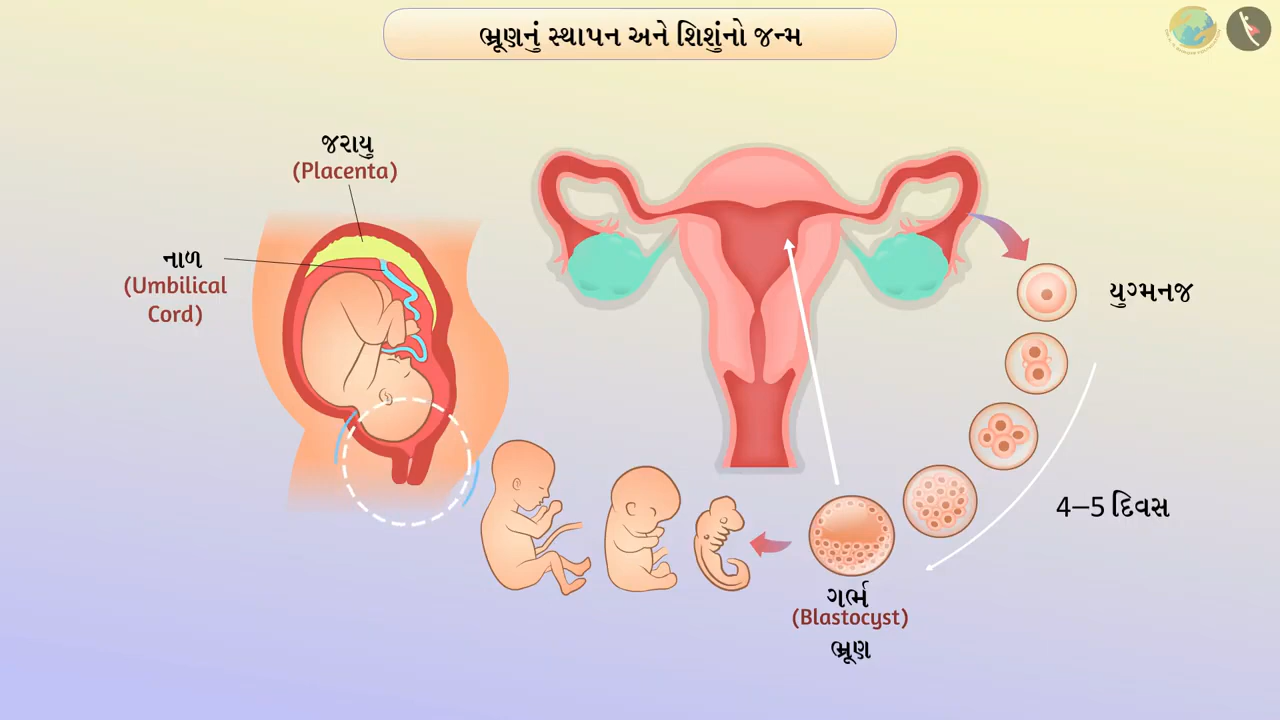 ભ્રૂણનું સ્થાપન અને શિશુંનો જન્મ
જરાયુ
(Placenta)
નાળ
(Umbilical
Cord)
યુગ્મનજ
4–5 દિવસ
ગર્ભ
(Blastocyst)
ભ્રૂણ